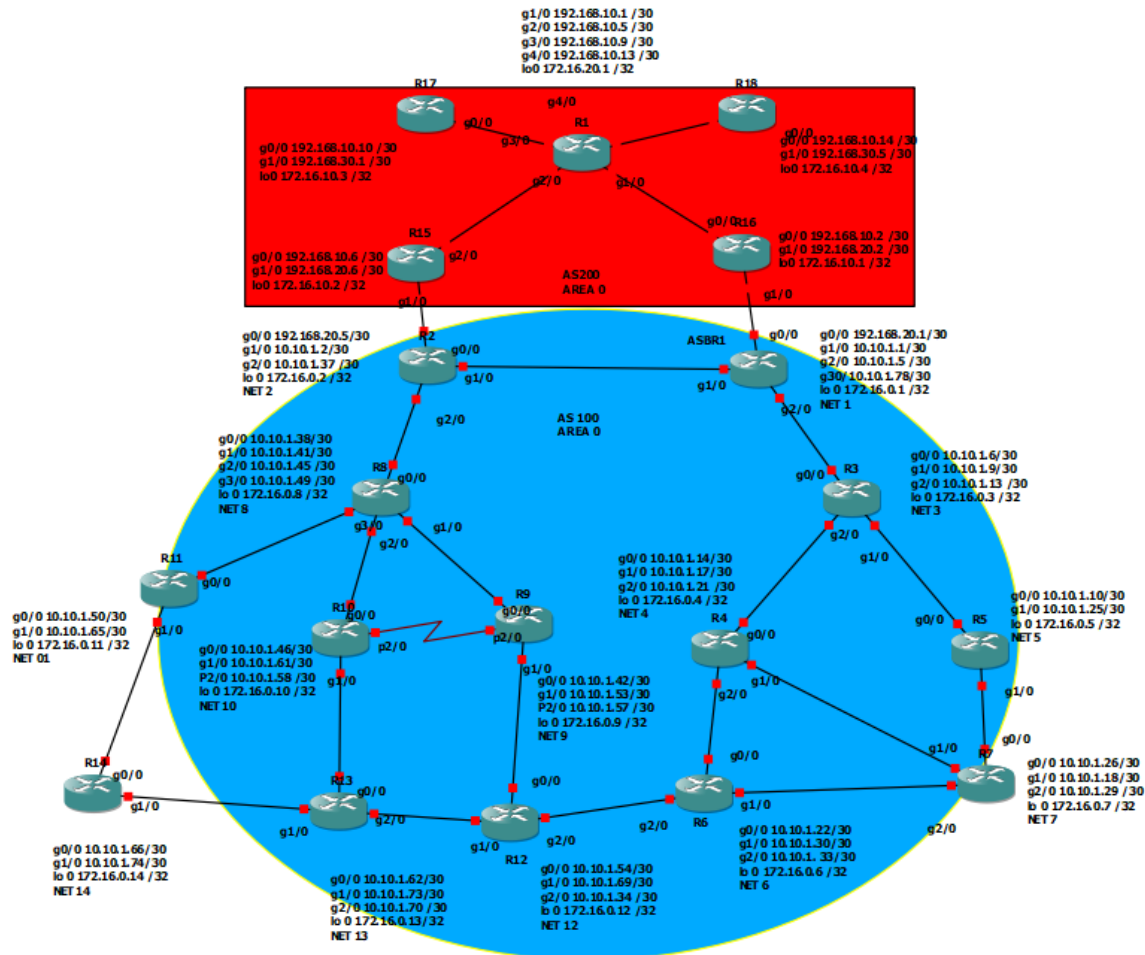 g1/0 192.168.10.1 /30
g2/0 192.168.10.5 /30
g3/0 192.168.10.9 /30
g4/0 192.168.10.13 /30
lo0 172.16.20.1 /32
R17
g4/0
R18
g0/0
R1
g3/0
g0/0
g0/0 192.168.10.10 /30
g1/0 192.168.30.1 /30
lo0 172.16.10.3 /32
g0/0 192.168.10.14 /30
g1/0 192.168.30.5 /30
lo0 172.16.10.4 /32
g2/0
g1/0
R15
g2/0
g0/0
R16
g0/0 192.168.10.6 /30
g1/0 192.168.20.6 /30
lo0 172.16.10.2 /32
g0/0 192.168.10.2 /30
g1/0 192.168.20.2 /30
lo0 172.16.10.1 /32
AS200
AREA 0
g1/0
g1/0
g0/0 192.168.20.5/30
g1/0 10.10.1.2/30
g2/0 10.10.1.37 /30
lo 0 172.16.0.2 /32
NET 2
R2
g0/0
g1/0
g2/0
ASBR1
g0/0
g1/0
g2/0
g0/0 192.168.20.1/30
g1/0 10.10.1.1/30
g2/0 10.10.1.5 /30
g30/10.10.1.78/30
lo 0 172.16.0.1 /32
NET 1
AS 100
AREA 0
g0/0 10.10.1.38/30
g1/0 10.10.1.41/30
g2/0 10.10.1.45 /30
g3/0 10.10.1.49 /30
lo 0 172.16.0.8 /32
NET 8
R8
g0/0
g3/0
g2/0
g1/0
g0/0
R3
g2/0
g1/0
g0/0 10.10.1.6/30
g1/0 10.10.1.9/30
g2/0 10.10.1.13 /30
lo 0 172.16.0.3 /32
NET 3
R11
g0/0
g1/0
g0/0 10.10.1.50/30
g1/0 10.10.1.65/30
lo 0 172.16.0.11 /32
NET 01
R10
g0/0
p2/0
g1/0
R9
g0/0
p2/0
g1/0
g0/0 10.10.1.46/30
g1/0 10.10.1.61/30
P2/0 10.10.1.58 /30
lo 0 172.16.0.10 /32
NET 10
g0/0 10.10.1.42/30
g1/0 10.10.1.53/30
P2/0 10.10.1.57 /30
lo 0 172.16.0.9 /32
NET 9
g0/0 10.10.1.14/30
g1/0 10.10.1.17/30
g2/0 10.10.1.21 /30
lo 0 172.16.0.4 /32
NET 4
R4
g0/0
g1/0
g2/0
g0/0
R5
g1/0
g0/0 10.10.1.10/30
g1/0 10.10.1.25/30
lo 0 172.16.0.5 /32
NET 5
R14
g0/0
g1/0
g0/0 10.10.1.66/30
g1/0 10.10.1.74/30
lo 0 172.16.0.14 /32
NET 14
R13
g0/0
g1/0
g2/0
g0/0 10.10.1.62/30
g1/0 10.10.1.73/30
g2/0 10.10.1.70 /30
lo 0 172.16.0.13/32
NET 13
g0/0
g1/0
R12
g2/0
g0/0 10.10.1.54/30
g1/0 10.10.1.69/30
g2/0 10.10.1.34 /30
lo 0 172.16.0.12 /32
NET 12
g0/0
g2/0
R6
g1/0
g0/0 10.10.1.22/30
g1/0 10.10.1.30/30
g2/0 10.10.1. 33/30
lo 0 172.16.0.6 /32
NET 6
g1/0
g0/0
R7
g2/0
g0/0 10.10.1.26/30
g1/0 10.10.1.18/30
g2/0 10.10.1.29 /30
lo 0 172.16.0.7 /32
NET 7